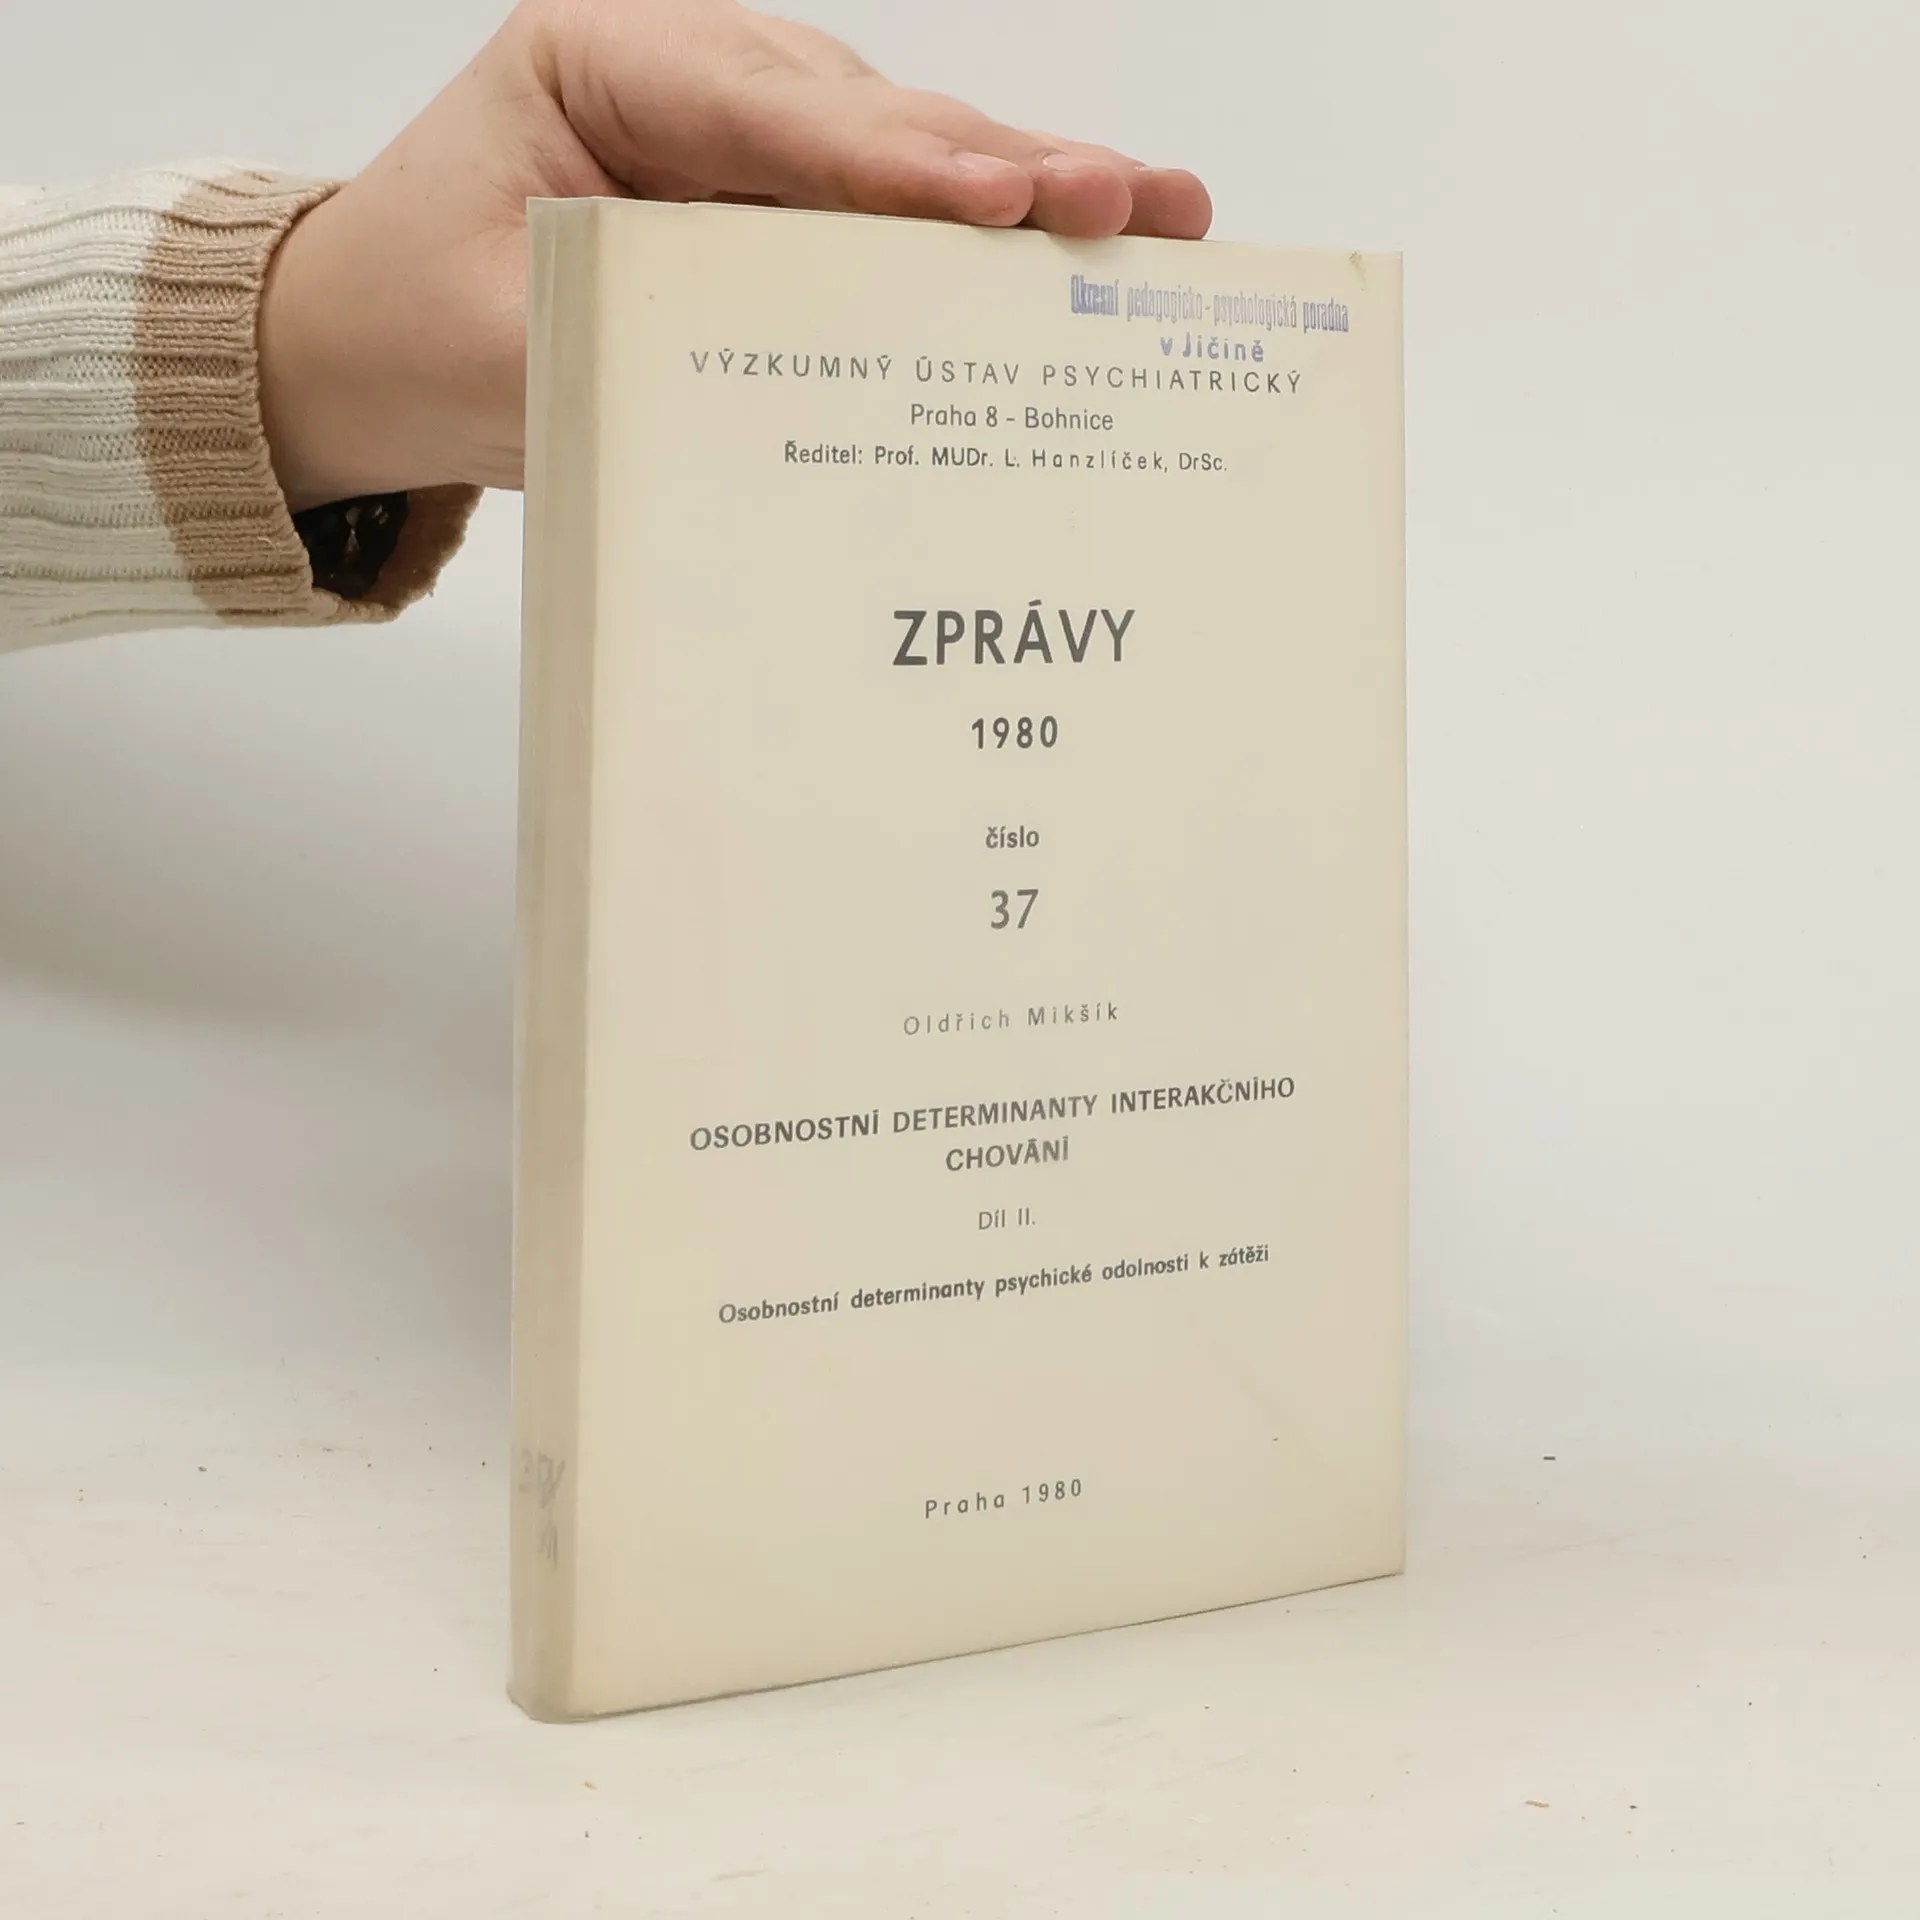 Okresní pedagogicko-psychologická poradna
v Jičíně
VÝZKUMNÝ ÚSTAV PSYCHIATRICKÝ
Praha 8 - Bohnice
Ředitel: Prof. MUDr. L. Hanzlíček, DrSc.
ZPRÁVY
1980
číslo
37
Oldřich Mikšík
OSOBNOSTNÍ DETERMINANTY INTERAKČNÍHO
CHOVÁNÍ
Díl II.
Osobnostní determinanty psychické odolnosti k zátěži
Praha 1980